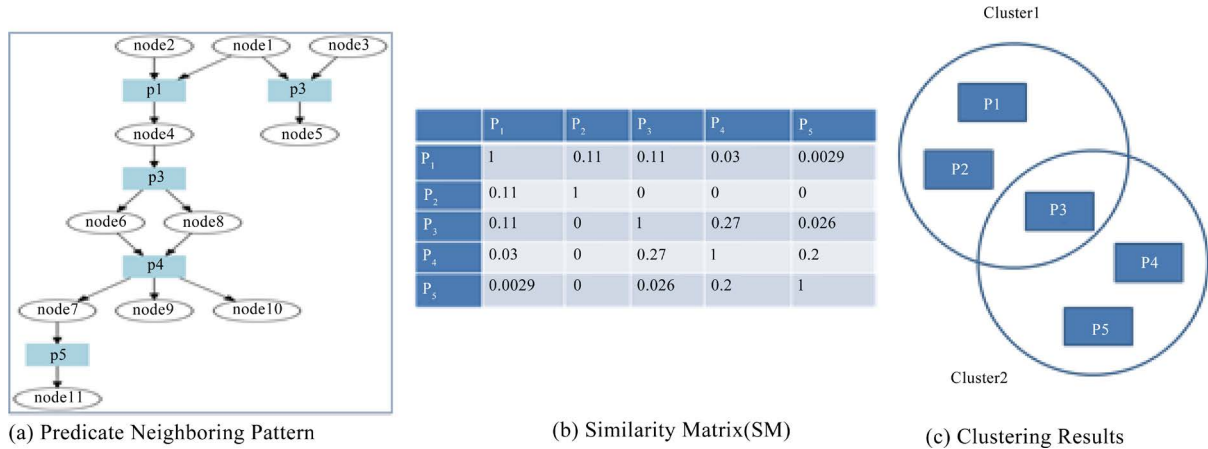 node2 node1 node3
p1 p3
node4 node5
p3
node6 node8
p4
node7 node9 node10
p5
node11
(a) Predicate Neighboring Pattern
P1 P2 P3 P4 P5
P1 1 0.11 0.11 0.03 0.0029
P2 0.11 1 0 0 0
P3 0.11 0 1 0.27 0.026
P4 0.03 0 0.27 1 0.2
P5 0.0029 0 0.026 0.2 1
(b) Similarity Matrix(SM)
Cluster1
P1
P2
P3
P4
P5
Cluster2
(c) Clustering Results